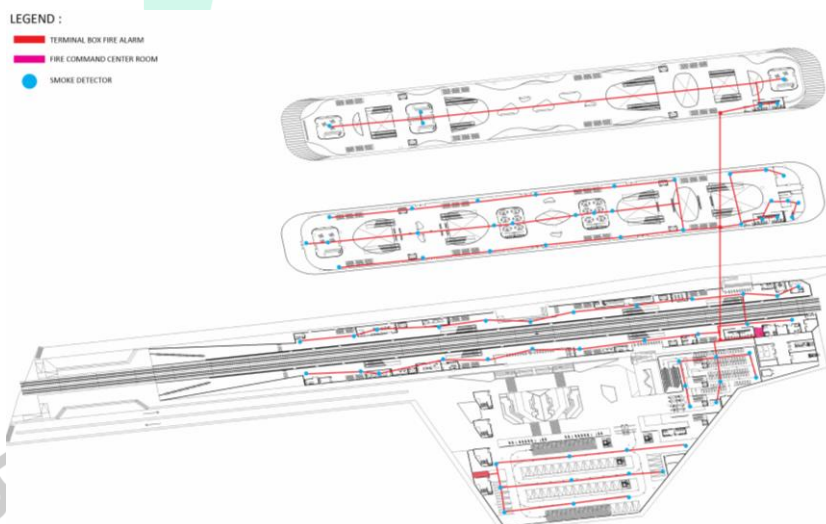 LEGEND :
TERMINAL BOX FIRE ALARM
FIRE COMMAND CENTER ROOM
SMOKE DETECTOR